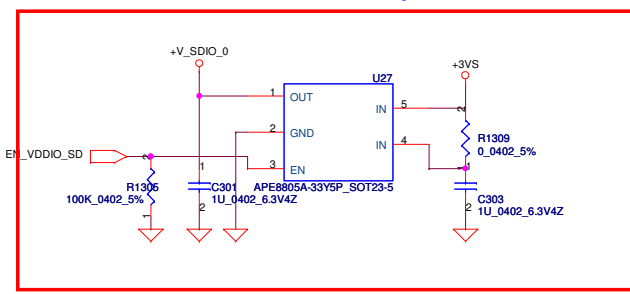 +V_SDIO_0
+3VS
U27
1
OUT
IN
5
2
2
GND
IN
4
R1309
0_0402_5%
EN_VDDIO_SD
2
1
3
EN
1
R1305
100K_0402_5%
C301
1U_0402_6.3V4Z
APE8805A-33Y5P_SOT23-5
C303
1U_0402_6.3V4Z
1
2
2